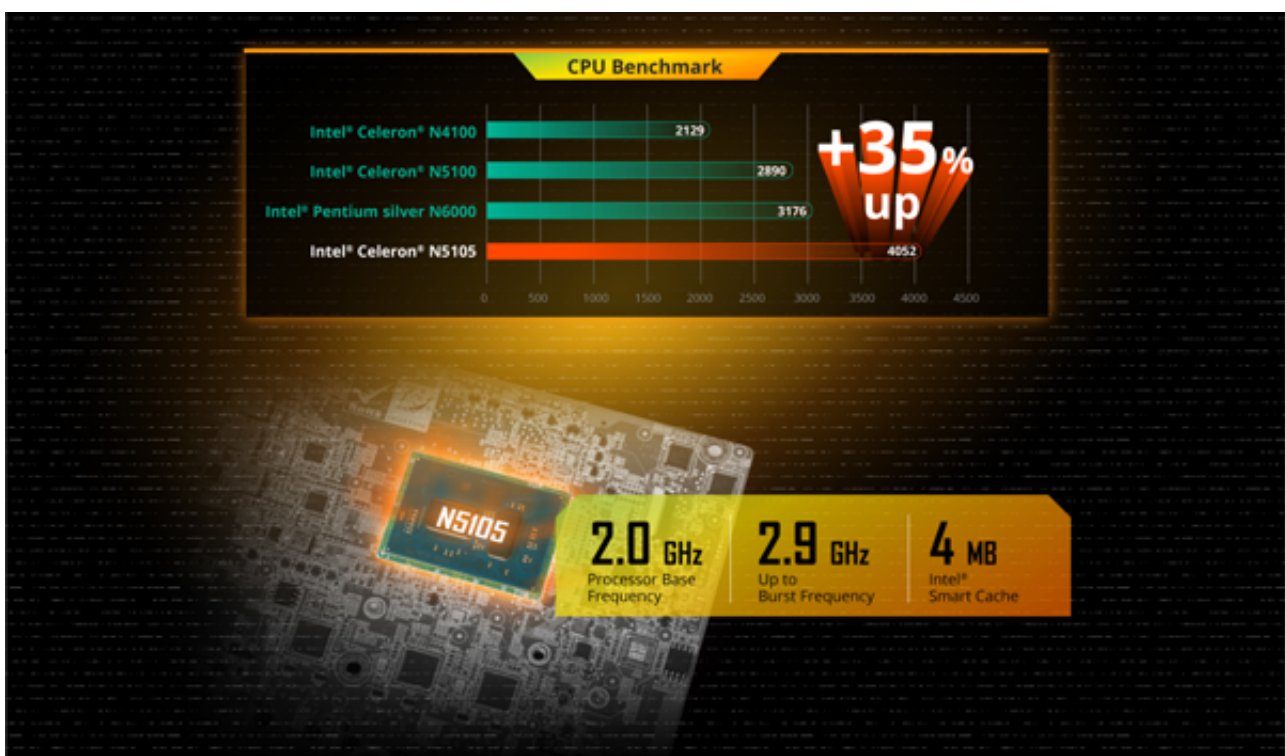 CPU Benchmark
Intel® Celeron® N4100
2129
Intel® Celeron® N5100
2890
Intel® Pentium silver N6000
3176
Intel® Celeron® N5105
4052
+35%
up
0 500 1000 1500 2000 2500 3000 3500 4000 4500
N5105
2.0 GHz
Processor Base
Frequency
2.9 GHz
Up to
Burst Frequency
4 MB
Intel®
Smart Cache